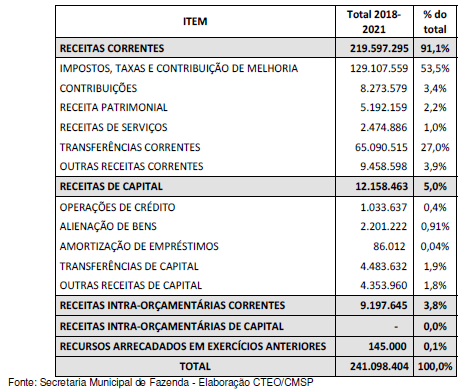 ITEM Total 2018-2021 % do total
RECEITAS CORRENTES 219.597.295 91,1%
IMPOSTOS, TAXAS E CONTRIBUIÇÃO DE MELHORIA 129.107.559 53,5%
CONTRIBUIÇÕES 8.273.579 3,4%
RECEITA PATRIMONIAL 5.192.159 2,2%
RECEITAS DE SERVIÇOS 2.474.886 1,0%
TRANSFERÊNCIAS CORRENTES 65.090.515 27,0%
OUTRAS RECEITAS CORRENTES 9.458.598 3,9%
RECEITAS DE CAPITAL 12.158.463 5,0%
OPERAÇÕES DE CRÉDITO 1.033.637 0,4%
ALIENAÇÃO DE BENS 2.201.222 0,91%
AMORTIZAÇÃO DE EMPRÉSTIMOS 86.012 0,04%
TRANSFERÊNCIAS DE CAPITAL 4.483.632 1,9%
OUTRAS RECEITAS DE CAPITAL 4.353.960 1,8%
RECEITAS INTRA-ORÇAMENTÁRIAS CORRENTES 9.197.645 3,8%
RECEITAS INTRA-ORÇAMENTÁRIAS DE CAPITAL - 0,0%
RECURSOS ARRECADADOS EM EXERCÍCIOS ANTERIORES 145.000 0,1%
TOTAL 241.098.404 100,0%
Fonte: Secretaria Municipal de Fazenda - Elaboração CTEO/CMSP